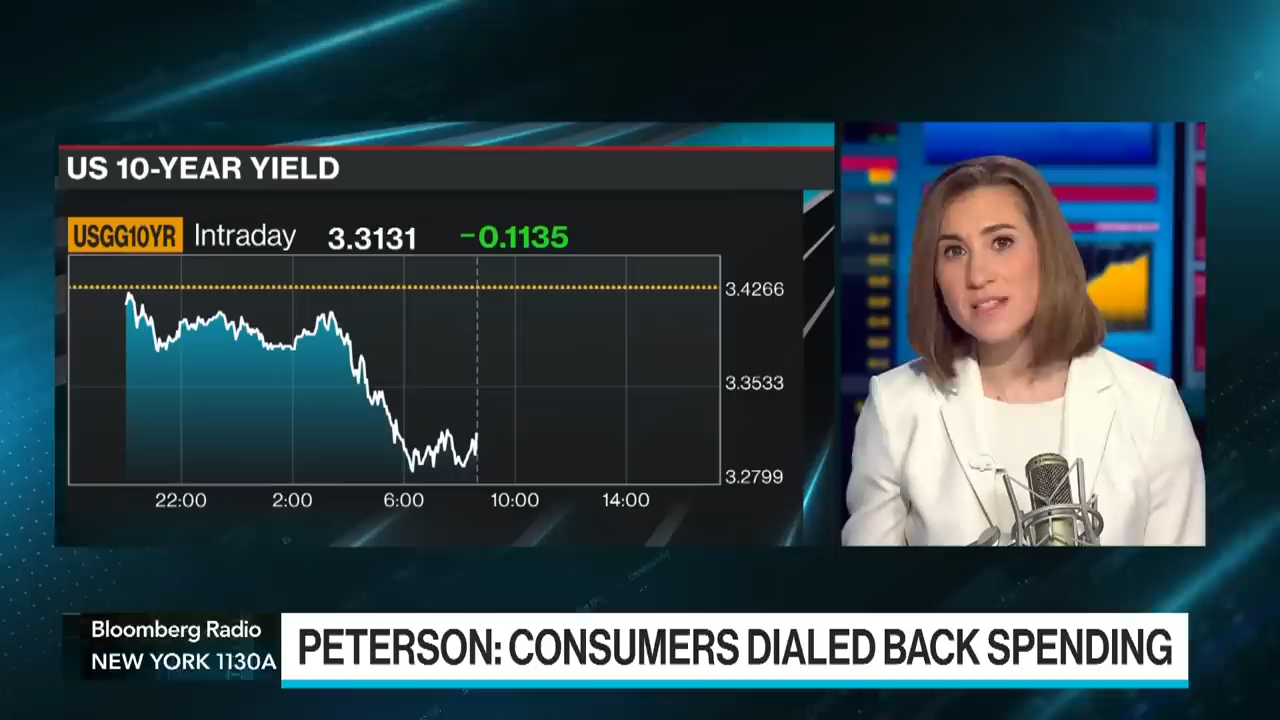 US 10-YEAR YIELD
USGG10YR Intraday 3.3131 -0.1135
3.4266
3.3533
3.2799
22:00 2:00 6:00 10:00 14:00
Bloomberg Radio
NEW YORK 1130A
PETERSON: CONSUMERS DIALED BACK SPENDING